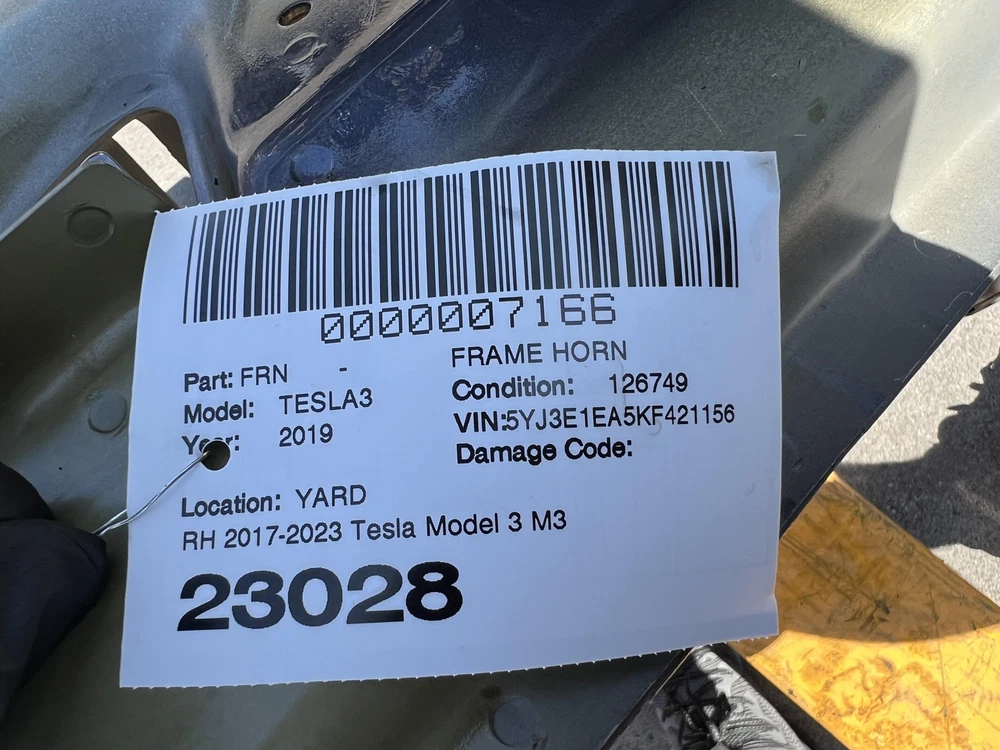 0000007166
Part: FRN -
FRAME HORN
Model: TESLA3
Condition: 126749
Year: 2019
VIN:5YJ3E1EA5KF421156
Damage Code:
Location: YARD
RH 2017-2023 Tesla Model 3 M3
23028